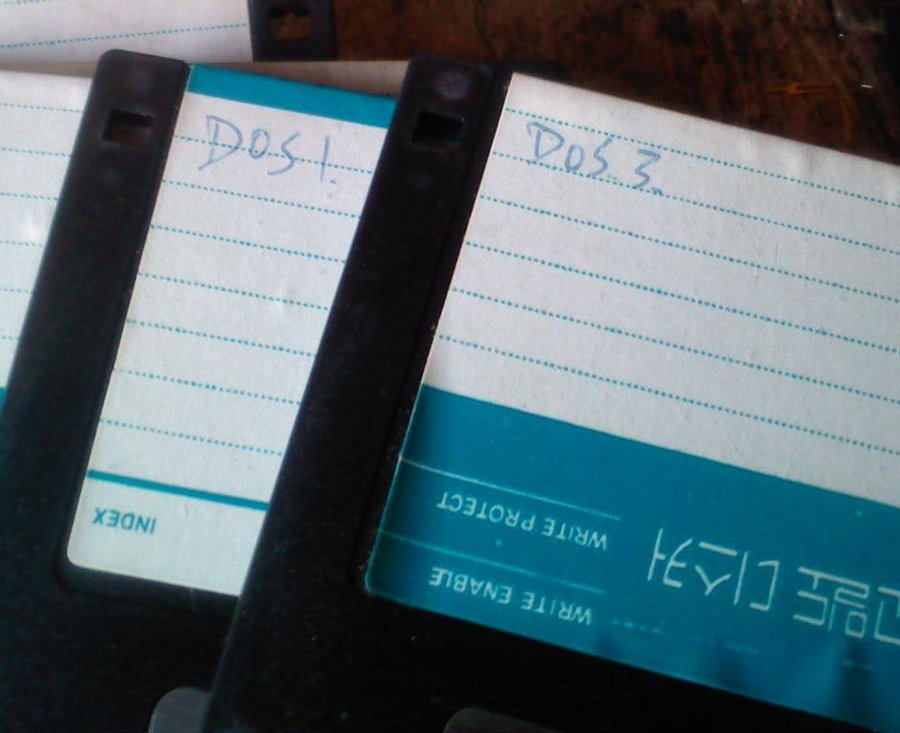 DOS 1.
INDEX
DOS 3.
WRITE PROTECT
WRITE ENABLE